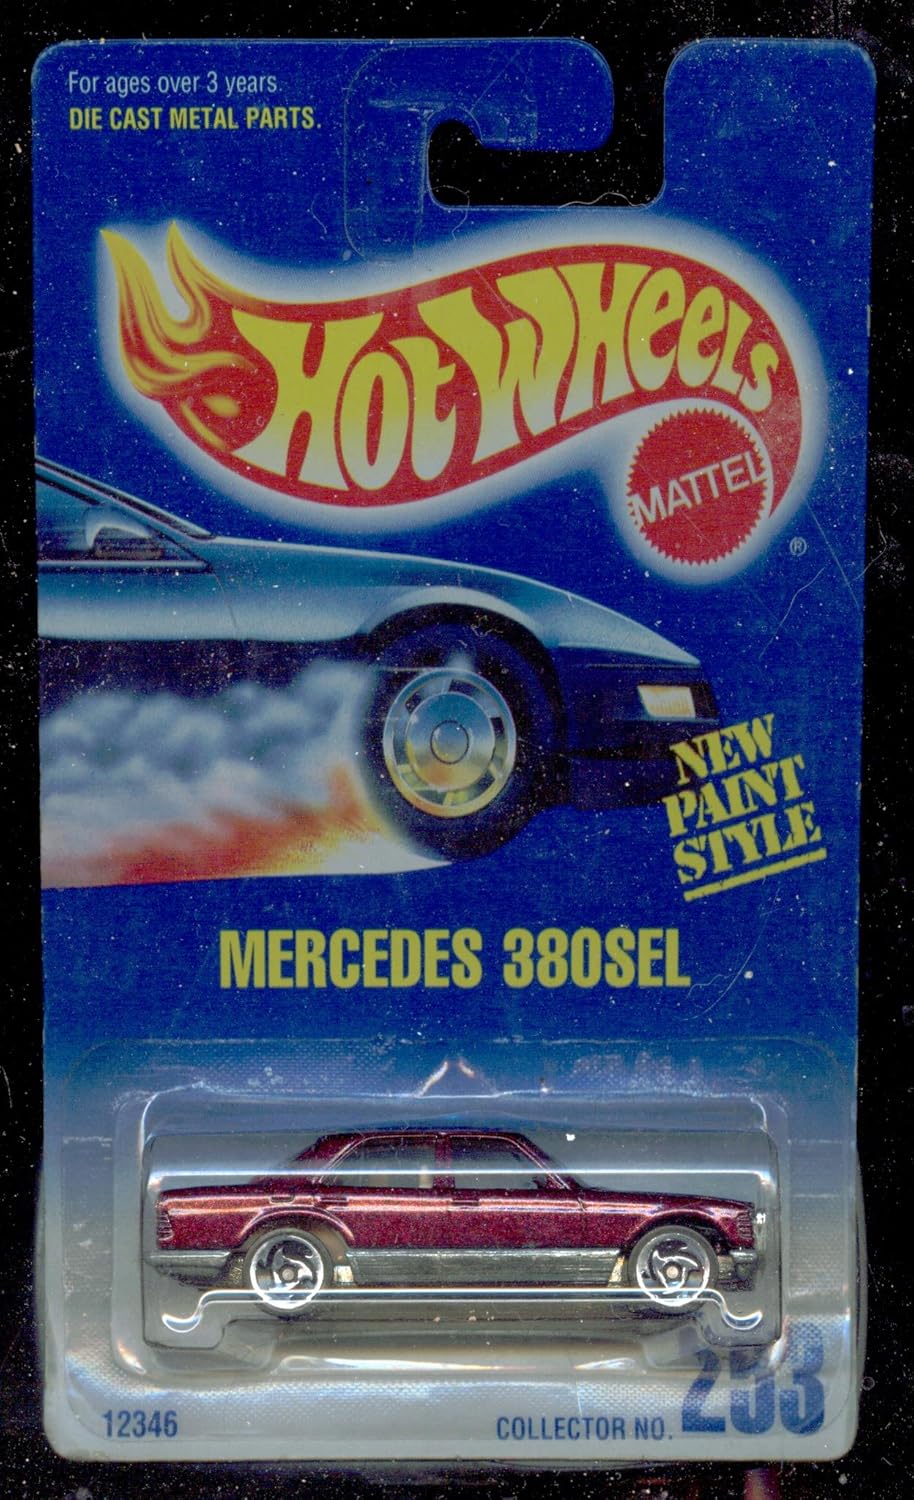 For ages over 3 years.
DIE CAST METAL PARTS.
HOT WHEELS
MATTEL
®
NEW
PAINT
STYLE
MERCEDES 380SEL
12346
COLLECTOR NO. 253